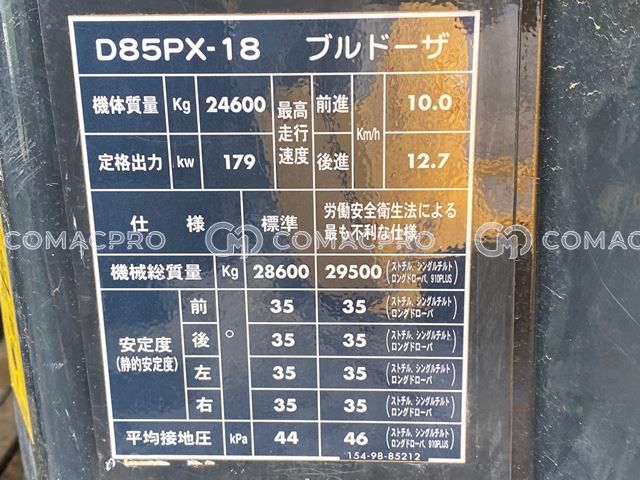 D85PX-18 ブルドーザ
機体質量 Kg 24600 最高走行速度 前進 Km/h 10.0
定格出力 kw 179 後進 12.7
仕様 標準 労働安全衛生法による
最も不利な仕様
機械総質量 Kg 28600 29500 (ストチル、シングルチルト
ロングドローバ、910PLUS)
安定度
(静的安定度)
前 ° 35 35 (ストチル、シングルチルト
ロングドローバ)
後 35 35 (ストチル、シングルチルト
ロングドローバ)
左 35 35 (ストチル、シングルチルト
ロングドローバ)
右 35 35 (ストチル、シングルチルト
ロングドローバ)
平均接地圧 kPa 44 46 (ストチル、シングルチルト
ロングドローバ、910PLUS)
154-98-85212
COMACPRO COMACPRO COMACPRO